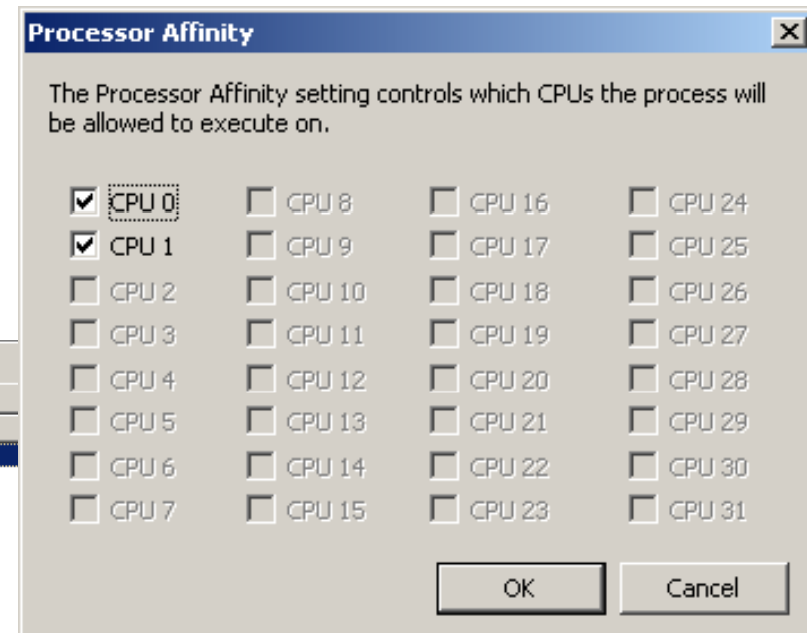 Processor Affinity
The Processor Affinity setting controls which CPUs the process will
be allowed to execute on.
CPU 0 CPU 8 CPU 16 CPU 24
CPU 1 CPU 9 CPU 17 CPU 25
CPU 2 CPU 10 CPU 18 CPU 26
CPU 3 CPU 11 CPU 19 CPU 27
CPU 4 CPU 12 CPU 20 CPU 28
CPU 5 CPU 13 CPU 21 CPU 29
CPU 6 CPU 14 CPU 22 CPU 30
CPU 7 CPU 15 CPU 23 CPU 31
OK Cancel